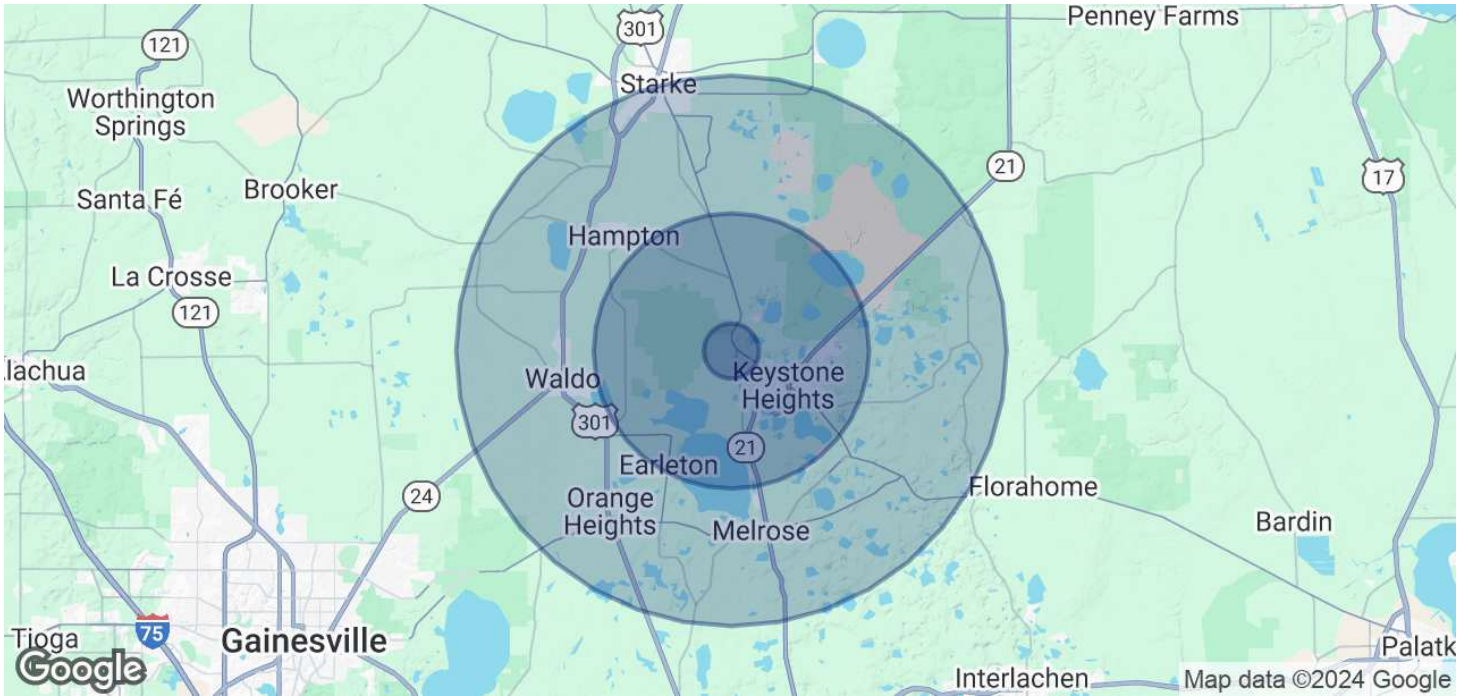 Penney Farms
301
121
Starke
Worthington
Springs
21
17
Santa Fé
Brooker
Hampton
La Crosse
121
lachua
Waldo
Keystone
Heights
301
21
Earleton
24
Orange
Heights
Florahome
Melrose
Bardin
75
Tioga
Gainesville
Palatk
Google
Interlachen
Map data ©2024 Google